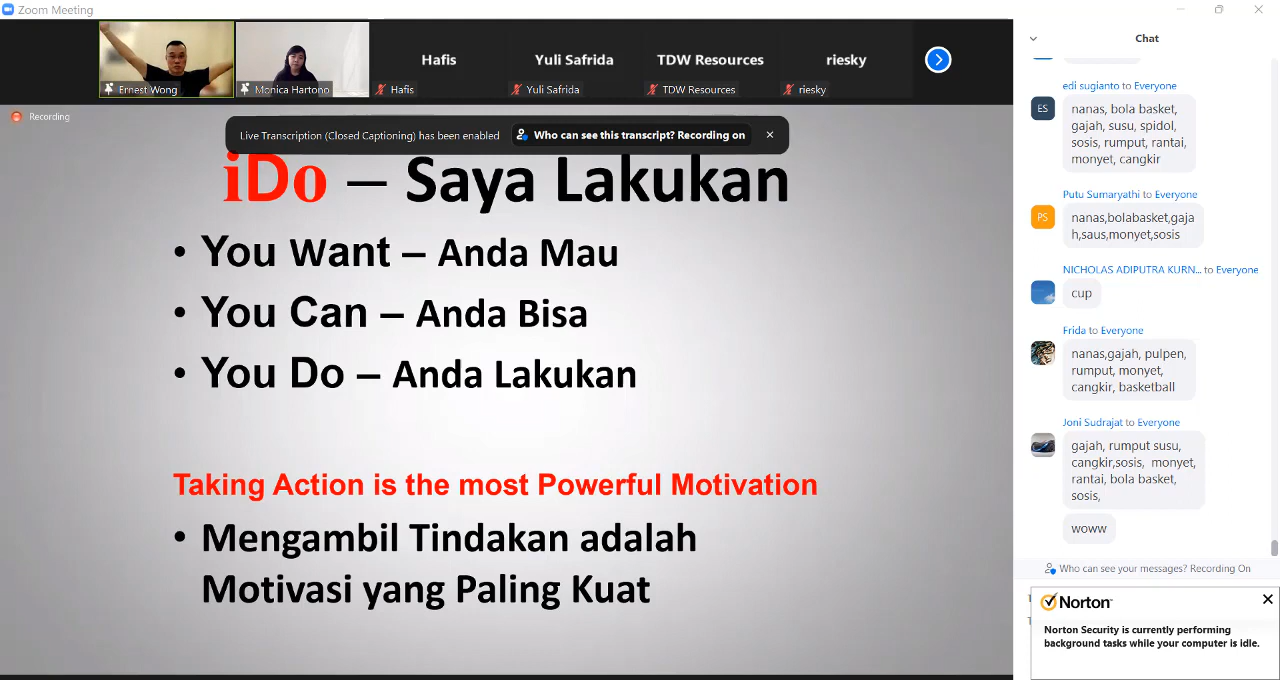 Zoom Meeting
Ernest Wong
Monica Hartono
Hafis
Hafis
Yuli Safrida
Yuli Safrida
TDW Resources
TDW Resources
riesky
riesky
Recording
Live Transcription (Closed Captioning) has been enabled
Who can see this transcript? Recording on
iDo – Saya Lakukan
• You Want – Anda Mau
• You Can – Anda Bisa
• You Do – Anda Lakukan
Taking Action is the most Powerful Motivation
• Mengambil Tindakan adalah
Motivasi yang Paling Kuat
Chat
edi sugianto to Everyone
ES
nanas, bola basket,
gajah, susu, spidol,
sosis, rumput, rantai,
monyet, cangkir
Putu Sumaryathi to Everyone
PS
nanas,bolabasket,gaja
h,saus,monyet,sosis
NICHOLAS ADIPUTRA KURN... to Everyone
cup
Frida to Everyone
nanas,gajah, pulpen,
rumput, monyet,
cangkir, basketball
Joni Sudrajat to Everyone
gajah, rumput susu,
cangkir,sosis, monyet,
rantai, bola basket,
sosis,
woww
Who can see your messages? Recording On
Norton
Norton Security is currently performing
background tasks while your computer is idle.